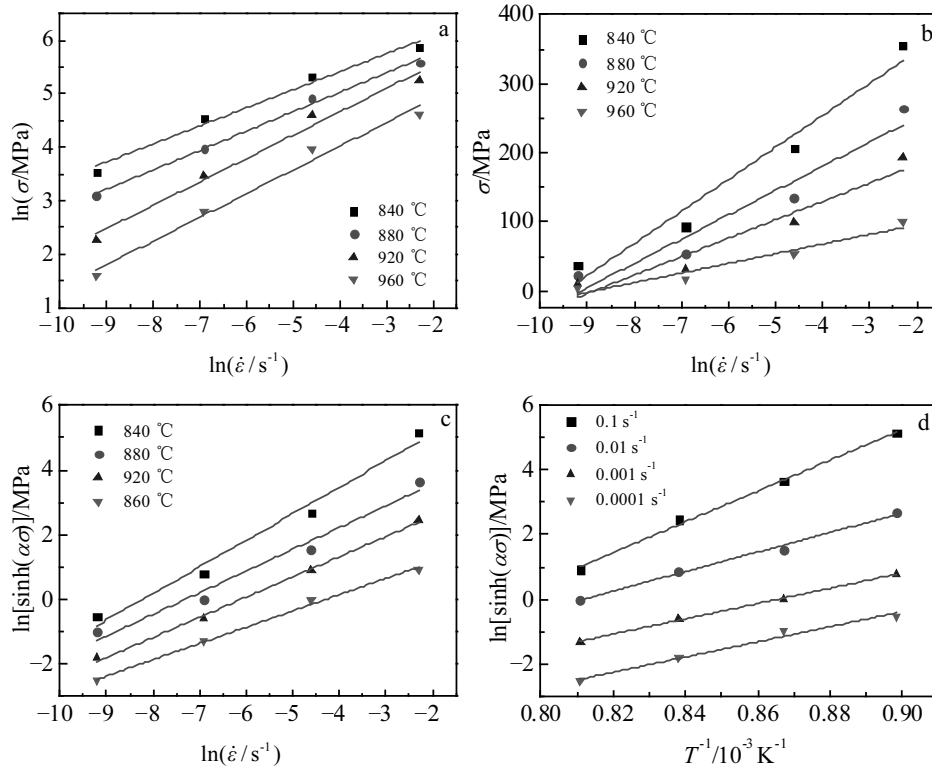 a
ln(σ/MPa)
6
5
4
3
2
1
840 ℃
880 ℃
920 ℃
960 ℃
−10 −9 −8 −7 −6 −5 −4 −3 −2
ln(ε̇ / s⁻¹)
b
σ/MPa
400
350
300
200
100
0
840 ℃
880 ℃
920 ℃
960 ℃
−10 −9 −8 −7 −6 −5 −4 −3 −2
ln(ε̇ / s⁻¹)
c
ln[sinh(ασ)]/MPa
6
4
2
0
−2
840 ℃
880 ℃
920 ℃
860 ℃
−10 −9 −8 −7 −6 −5 −4 −3 −2
ln(ε̇ / s⁻¹)
d
ln[sinh(ασ)]/MPa
6
4
2
0
−2
0.1 s⁻¹
0.01 s⁻¹
0.001 s⁻¹
0.0001 s⁻¹
0.80 0.82 0.84 0.86 0.88 0.90
T⁻¹/10⁻³ K⁻¹